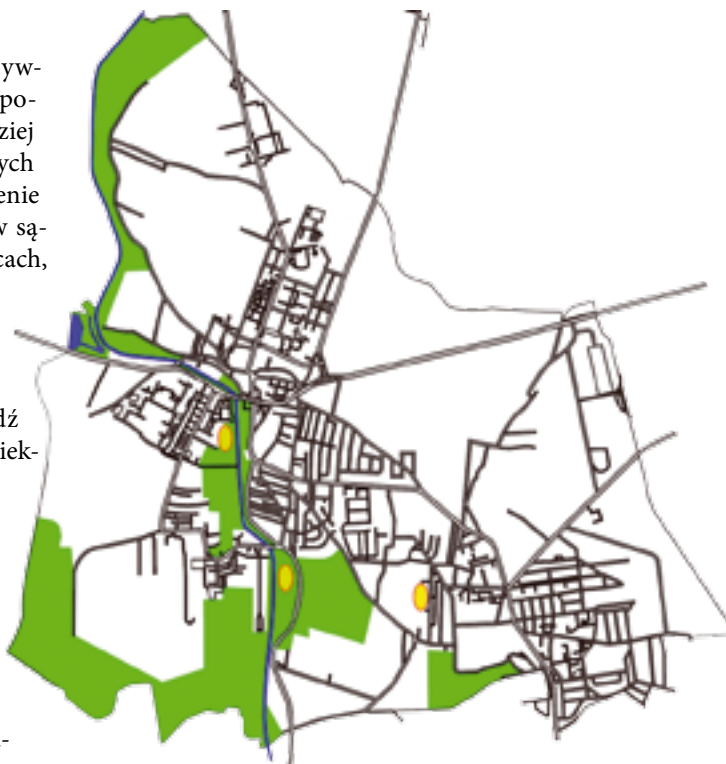 yw-
po-
ziej
ych
enie
w są-
cach,
dź
iek-
-